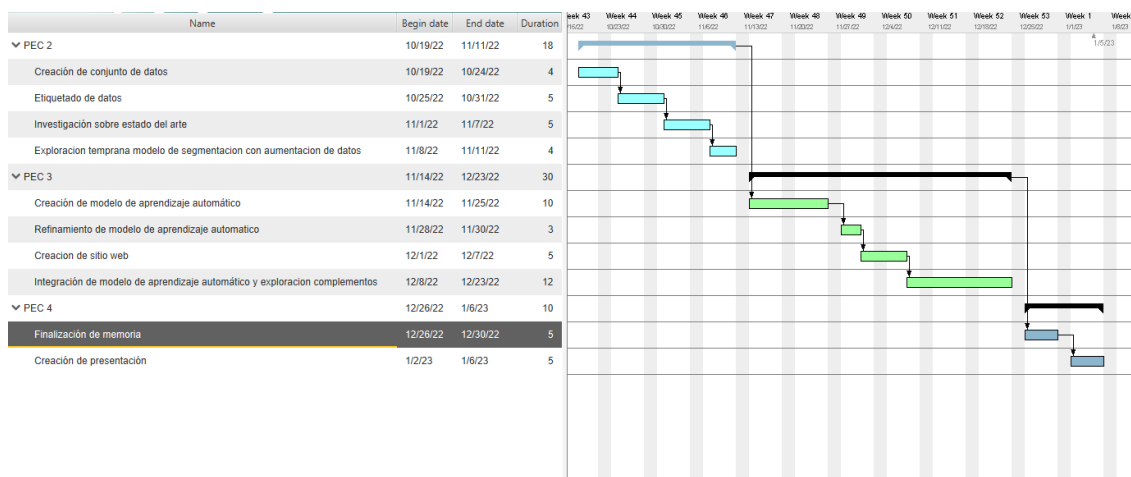 Name Begin date End date Duration
eek 43 Week 44 Week 45 Week 46 Week 47 Week 48 Week 49 Week 50 Week 51 Week 52 Week 53 Week 1 Week
/16/22 10/23/22 10/30/22 11/6/22 11/13/22 11/20/22 11/27/22 12/4/22 12/11/22 12/18/22 12/25/22 1/1/23 1/8/23
1/5/23
PEC 2 10/19/22 11/11/22 18
Creación de conjunto de datos 10/19/22 10/24/22 4
Etiquetado de datos 10/25/22 10/31/22 5
Investigación sobre estado del arte 11/1/22 11/7/22 5
Exploracion temprana modelo de segmentacion con aumentacion de datos 11/8/22 11/11/22 4
PEC 3 11/14/22 12/23/22 30
Creación de modelo de aprendizaje automático 11/14/22 11/25/22 10
Refinamiento de modelo de aprendizaje automatico 11/28/22 11/30/22 3
Creacion de sitio web 12/1/22 12/7/22 5
Integración de modelo de aprendizaje automático y exploracion complementos 12/8/22 12/23/22 12
PEC 4 12/26/22 1/6/23 10
Finalización de memoria 12/26/22 12/30/22 5
Creación de presentación 1/2/23 1/6/23 5